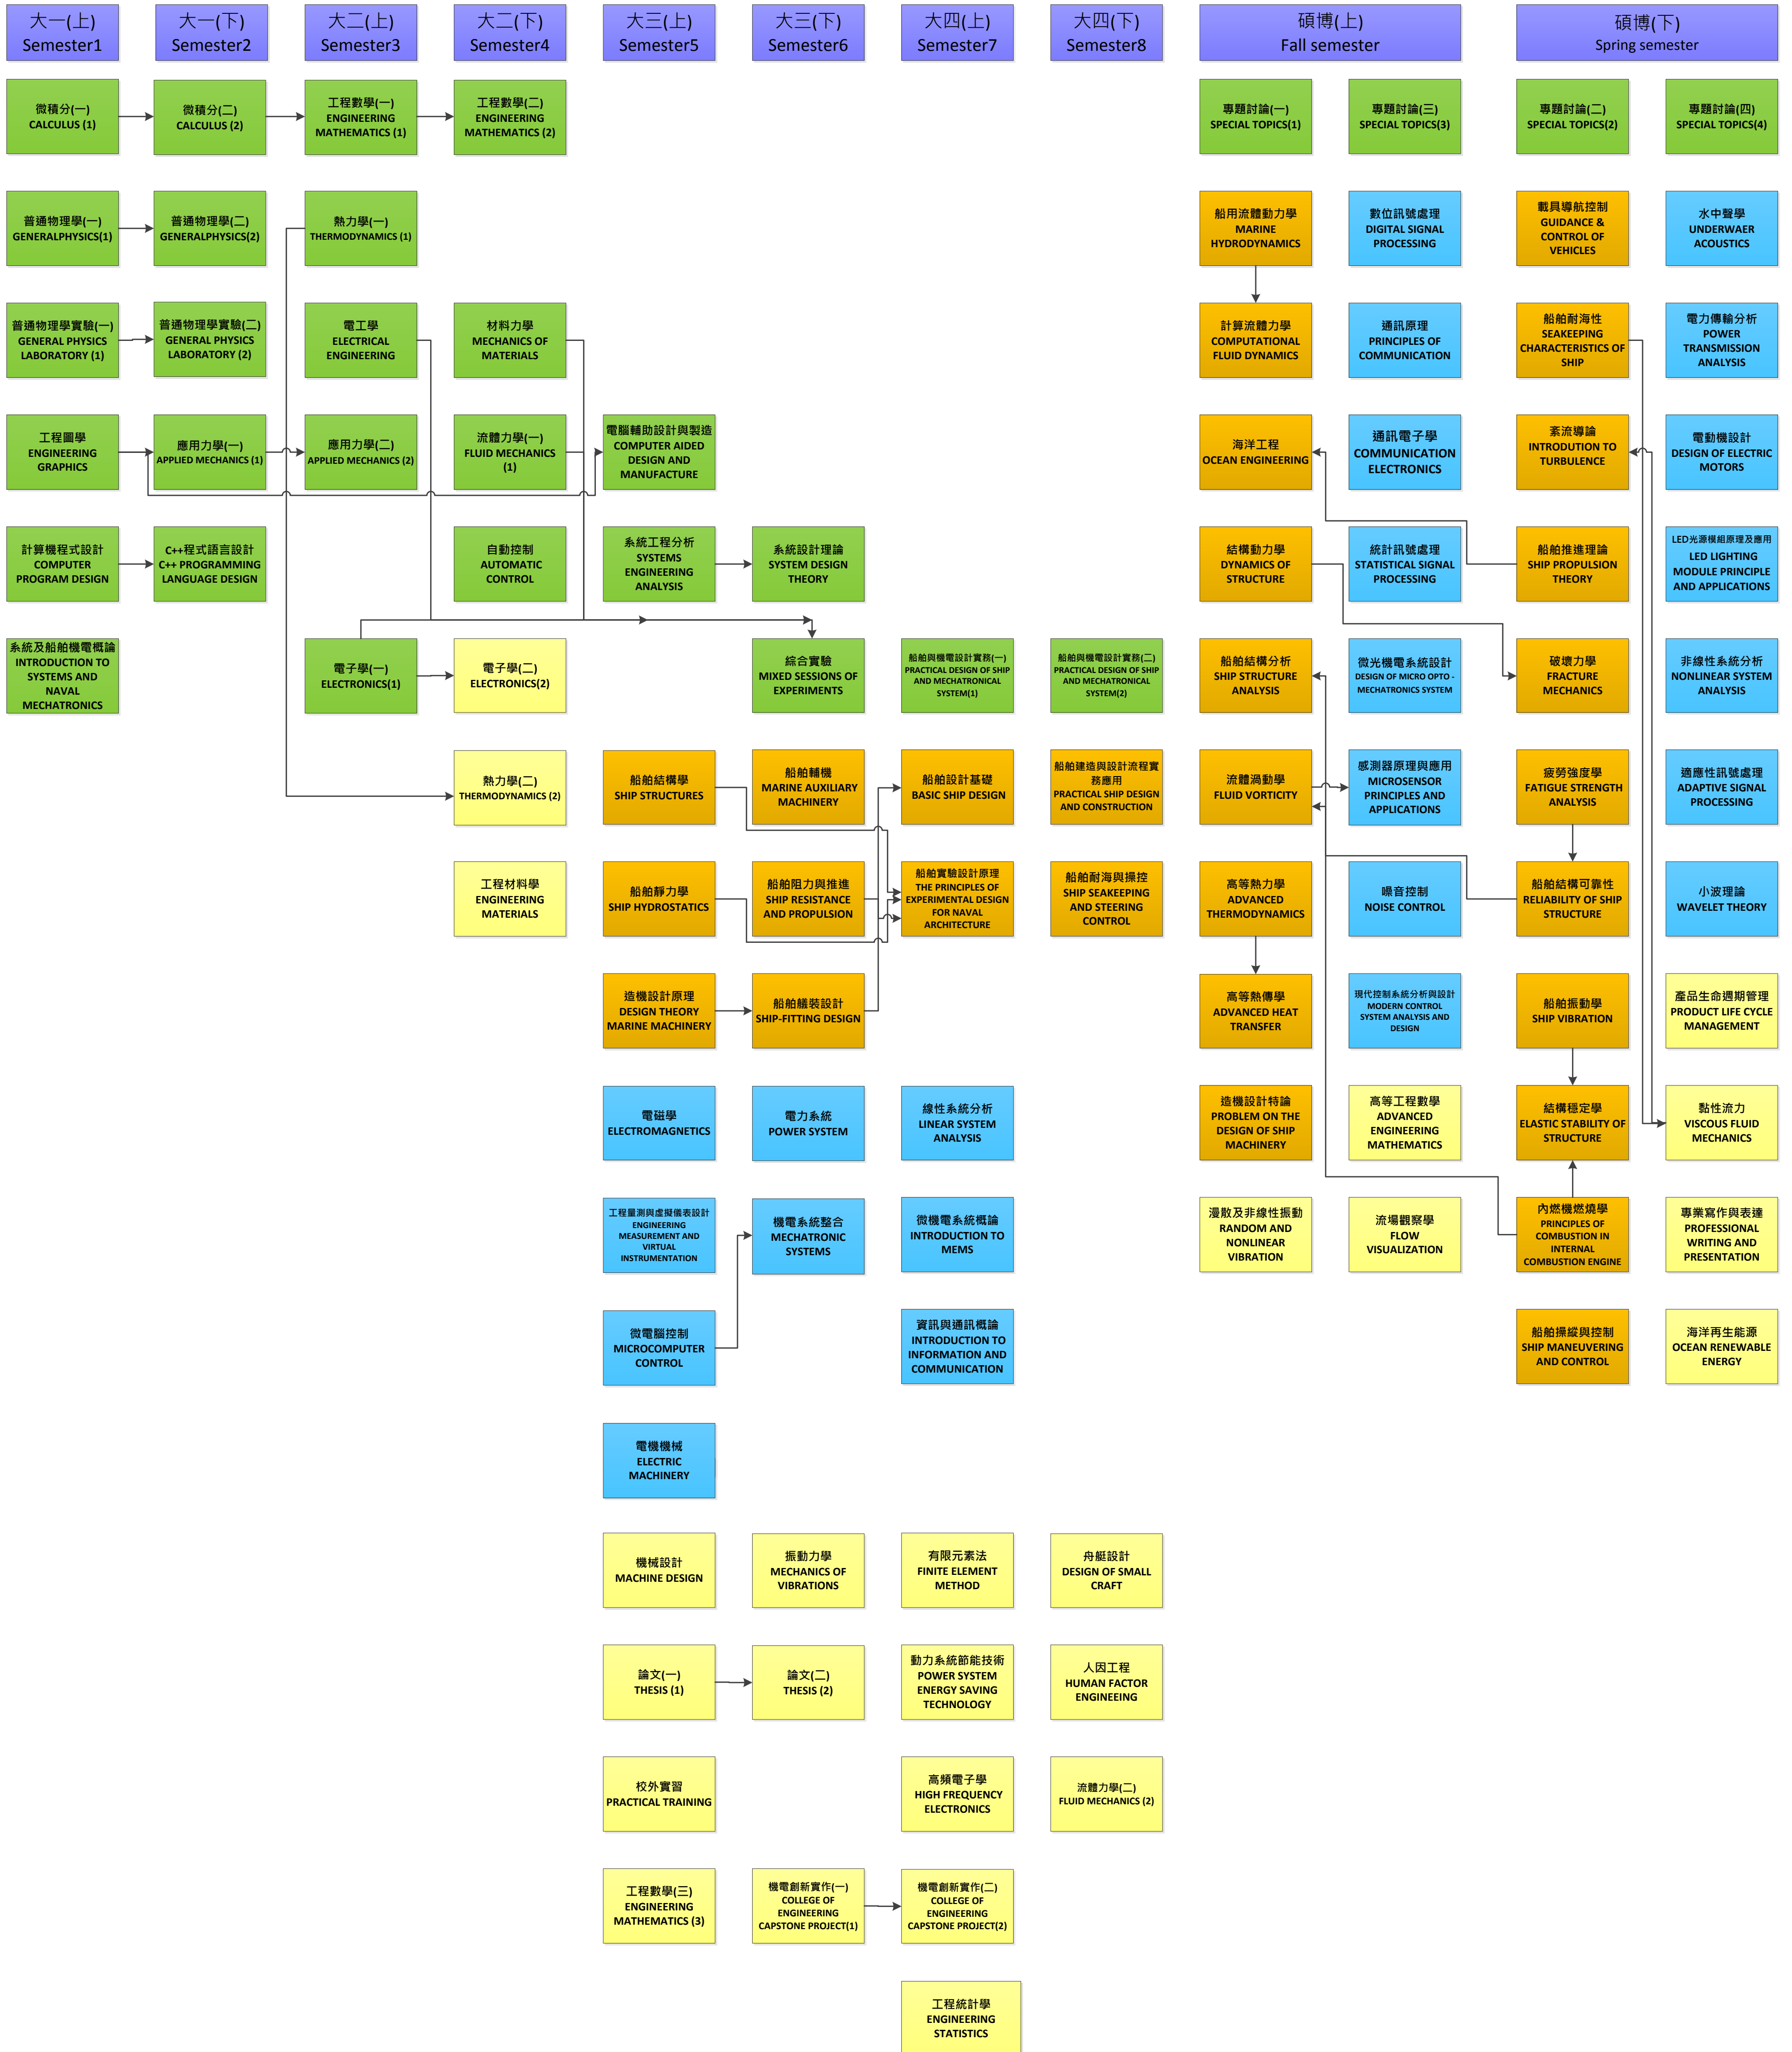 大一(上)
Semester1
大一(下)
Semester2
大二(上)
Semester3
大二(下)
Semester4
大三(上)
Semester5
大三(下)
Semester6
大四(上)
Semester7
大四(下)
Semester8
碩博(上)
Fall semester
碩博(下)
Spring semester
微積分(一)
CALCULUS (1)
微積分(二)
CALCULUS (2)
工程數學(一)
ENGINEERING
MATHEMATICS (1)
工程數學(二)
ENGINEERING
MATHEMATICS (2)
專題討論(一)
SPECIAL TOPICS(1)
專題討論(三)
SPECIAL TOPICS(3)
專題討論(二)
SPECIAL TOPICS(2)
專題討論(四)
SPECIAL TOPICS(4)
普通物理學(一)
GENERALPHYSICS(1)
普通物理學(二)
GENERALPHYSICS(2)
熱力學(一)
THERMODYNAMICS (1)
船用流體動力學
MARINE
HYDRODYNAMICS
數位訊號處理
DIGITAL SIGNAL
PROCESSING
載具導航控制
GUIDANCE &
CONTROL OF
VEHICLES
水中聲學
UNDERWAER
ACOUSTICS
普通物理學實驗(一)
GENERAL PHYSICS
LABORATORY (1)
普通物理學實驗(二)
GENERAL PHYSICS
LABORATORY (2)
電工學
ELECTRICAL
ENGINEERING
材料力學
MECHANICS OF
MATERIALS
計算流體力學
COMPUTATIONAL
FLUID DYNAMICS
通訊原理
PRINCIPLES OF
COMMUNICATION
船舶耐海性
SEAKEEPING
CHARACTERISTICS OF
SHIP
電力傳輸分析
POWER
TRANSMISSION
ANALYSIS
工程圖學
ENGINEERING
GRAPHICS
應用力學(一)
APPLIED MECHANICS (1)
應用力學(二)
APPLIED MECHANICS (2)
流體力學(一)
FLUID MECHANICS
(1)
電腦輔助設計與製造
COMPUTER AIDED
DESIGN AND
MANUFACTURE
海洋工程
OCEAN ENGINEERING
通訊電子學
COMMUNICATION
ELECTRONICS
紊流導論
INTRODUTION TO
TURBULENCE
電動機設計
DESIGN OF ELECTRIC
MOTORS
計算機程式設計
COMPUTER
PROGRAM DESIGN
C++程式語言設計
C++ PROGRAMMING
LANGUAGE DESIGN
自動控制
AUTOMATIC
CONTROL
系統工程分析
SYSTEMS
ENGINEERING
ANALYSIS
系統設計理論
SYSTEM DESIGN
THEORY
結構動力學
DYNAMICS OF
STRUCTURE
統計訊號處理
STATISTICAL SIGNAL
PROCESSING
船舶推進理論
SHIP PROPULSION
THEORY
LED光源模組原理及應用
LED LIGHTING
MODULE PRINCIPLE
AND APPLICATIONS
系統及船舶機電概論
INTRODUCTION TO
SYSTEMS AND
NAVAL
MECHATRONICS
電子學(一)
ELECTRONICS(1)
電子學(二)
ELECTRONICS(2)
綜合實驗
MIXED SESSIONS OF
EXPERIMENTS
船舶與機電設計實務(一)
PRACTICAL DESIGN OF SHIP
AND MECHATRONICAL
SYSTEM(1)
船舶與機電設計實務(二)
PRACTICAL DESIGN OF SHIP
AND MECHATRONICAL
SYSTEM(2)
船舶結構分析
SHIP STRUCTURE
ANALYSIS
微光機電系統設計
DESIGN OF MICRO OPTO -
MECHATRONICS SYSTEM
破壞力學
FRACTURE
MECHANICS
非線性系統分析
NONLINEAR SYSTEM
ANALYSIS
熱力學(二)
THERMODYNAMICS (2)
船舶結構學
SHIP STRUCTURES
船舶輔機
MARINE AUXILIARY
MACHINERY
船舶設計基礎
BASIC SHIP DESIGN
船舶建造與設計流程實
務應用
PRACTICAL SHIP DESIGN
AND CONSTRUCTION
流體渦動學
FLUID VORTICITY
感測器原理與應用
MICROSENSOR
PRINCIPLES AND
APPLICATIONS
疲勞強度學
FATIGUE STRENGTH
ANALYSIS
適應性訊號處理
ADAPTIVE SIGNAL
PROCESSING
工程材料學
ENGINEERING
MATERIALS
船舶靜力學
SHIP HYDROSTATICS
船舶阻力與推進
SHIP RESISTANCE
AND PROPULSION
船舶實驗設計原理
THE PRINCIPLES OF
EXPERIMENTAL DESIGN
FOR NAVAL
ARCHITECTURE
船舶耐海與操控
SHIP SEAKEEPING
AND STEERING
CONTROL
高等熱力學
ADVANCED
THERMODYNAMICS
噪音控制
NOISE CONTROL
船舶結構可靠性
RELIABILITY OF SHIP
STRUCTURE
小波理論
WAVELET THEORY
造機設計原理
DESIGN THEORY
MARINE MACHINERY
船舶艤裝設計
SHIP-FITTING DESIGN
高等熱傳學
ADVANCED HEAT
TRANSFER
現代控制系統分析與設計
MODERN CONTROL
SYSTEM ANALYSIS AND
DESIGN
船舶振動學
SHIP VIBRATION
產品生命週期管理
PRODUCT LIFE CYCLE
MANAGEMENT
電磁學
ELECTROMAGNETICS
電力系統
POWER SYSTEM
線性系統分析
LINEAR SYSTEM
ANALYSIS
造機設計特論
PROBLEM ON THE
DESIGN OF SHIP
MACHINERY
高等工程數學
ADVANCED
ENGINEERING
MATHEMATICS
結構穩定學
ELASTIC STABILITY OF
STRUCTURE
黏性流力
VISCOUS FLUID
MECHANICS
工程量測與虛擬儀表設計
ENGINEERING
MEASUREMENT AND
VIRTUAL
INSTRUMENTATION
機電系統整合
MECHATRONIC
SYSTEMS
微機電系統概論
INTRODUCTION TO
MEMS
漫散及非線性振動
RANDOM AND
NONLINEAR
VIBRATION
流場觀察學
FLOW
VISUALIZATION
內燃機燃燒學
PRINCIPLES OF
COMBUSTION IN
INTERNAL
COMBUSTION ENGINE
專業寫作與表達
PROFESSIONAL
WRITING AND
PRESENTATION
微電腦控制
MICROCOMPUTER
CONTROL
資訊與通訊概論
INTRODUCTION TO
INFORMATION AND
COMMUNICATION
船舶操縱與控制
SHIP MANEUVERING
AND CONTROL
海洋再生能源
OCEAN RENEWABLE
ENERGY
電機機械
ELECTRIC
MACHINERY
機械設計
MACHINE DESIGN
振動力學
MECHANICS OF
VIBRATIONS
有限元素法
FINITE ELEMENT
METHOD
舟艇設計
DESIGN OF SMALL
CRAFT
論文(一)
THESIS (1)
論文(二)
THESIS (2)
動力系統節能技術
POWER SYSTEM
ENERGY SAVING
TECHNOLOGY
人因工程
HUMAN FACTOR
ENGINEEING
校外實習
PRACTICAL TRAINING
高頻電子學
HIGH FREQUENCY
ELECTRONICS
流體力學(二)
FLUID MECHANICS (2)
工程數學(三)
ENGINEERING
MATHEMATICS (3)
機電創新實作(一)
COLLEGE OF
ENGINEERING
CAPSTONE PROJECT(1)
機電創新實作(二)
COLLEGE OF
ENGINEERING
CAPSTONE PROJECT(2)
工程統計學
ENGINEERING
STATISTICS